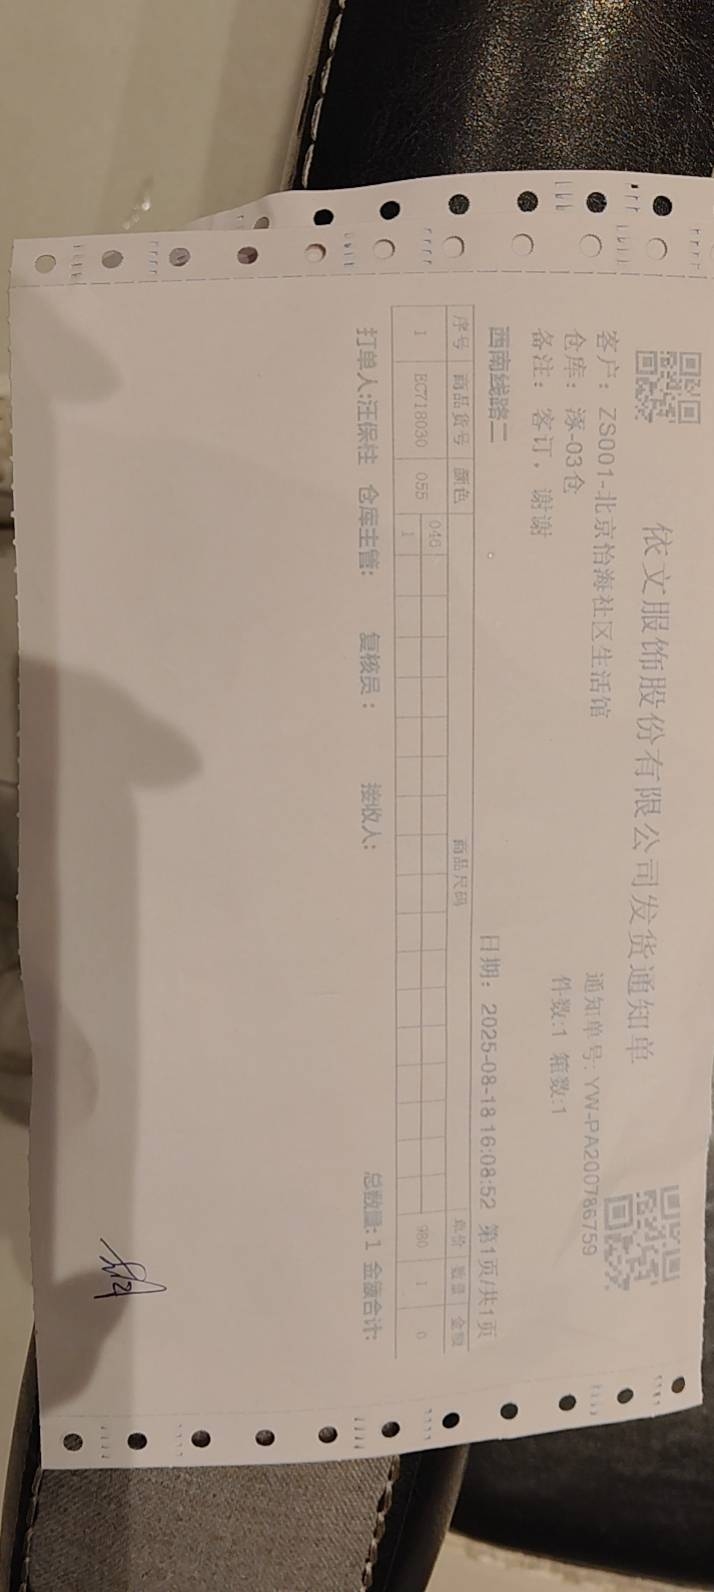 依文服饰股份有限公司发货通知单
客户：ZS001-北京怡海社区生活馆 通知单号：YW-PA200786759
仓库：涿-03仓 件数:1 箱数:1
备注：客订，谢谢
西南线路二 日期：2025-08-18 16:08:52 第1页/共1页
序号 商品货号 颜色 商品尺码 单价 数量 金额
1 EC718030 055 046 980 1 0
1
打单人:汪保柱 仓库主管: 复核员： 接收人: 总数量: 1 金额合计: